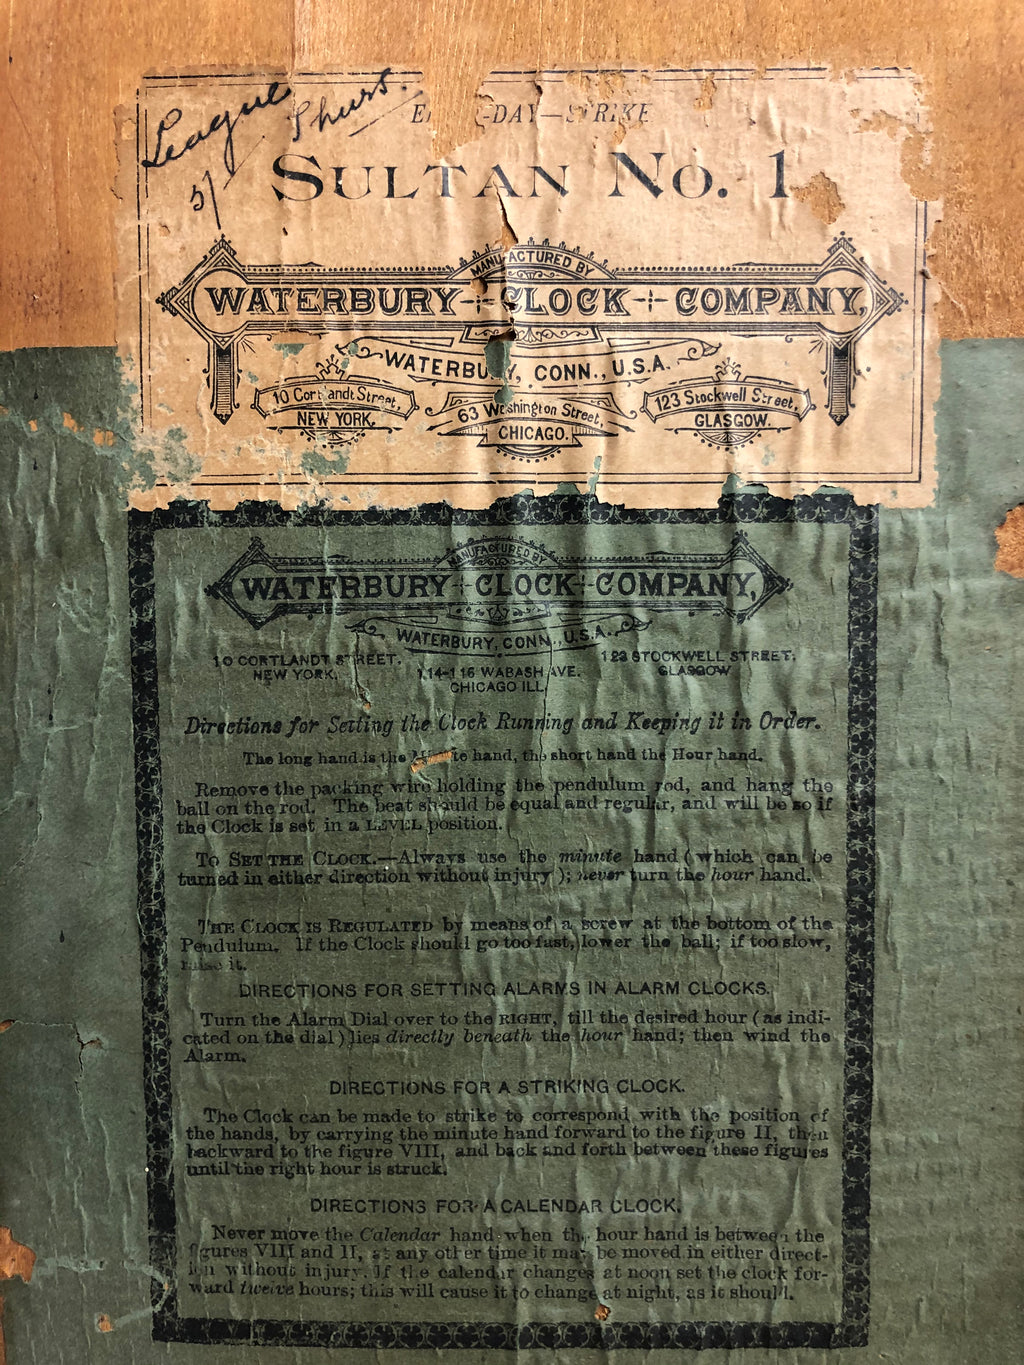 League
Thurs.
57
-DAY—STRIKE
SULTAN NO. 1
MANUFACTURED BY
WATERBURY CLOCK COMPANY,
WATERBURY, CONN., U.S.A.
10 Cortlandt Street,
NEW YORK.
63 Washington Street,
CHICAGO.
123 Stockwell Street,
GLASGOW.
MANUFACTURED BY
WATERBURY CLOCK COMPANY,
WATERBURY, CONN., U.S.A.
10 CORTLANDT STREET.
NEW YORK.
114-116 WABASH AVE.
CHICAGO ILL.
123 STOCKWELL STREET.
GLASGOW
Directions for Setting the Clock Running and Keeping it in Order.
The long hand is the Minute hand, the short hand the Hour hand.
Remove the packing wire holding the pendulum rod, and hang the
ball on the rod. The beat should be equal and regular, and will be so if
the Clock is set in a LEVEL position.
TO SET THE CLOCK.—Always use the minute hand (which can be
turned in either direction without injury); never turn the hour hand.
THE CLOCK IS REGULATED by means of a screw at the bottom of the
Pendulum. If the Clock should go too fast, lower the ball; if too slow,
raise it.
DIRECTIONS FOR SETTING ALARMS IN ALARM CLOCKS.
Turn the Alarm Dial over to the RIGHT, till the desired hour (as indi-
cated on the dial) lies directly beneath the hour hand; then wind the
Alarm.
DIRECTIONS FOR A STRIKING CLOCK.
The Clock can be made to strike to correspond with the position of
the hands, by carrying the minute hand forward to the figure II, then
backward to the figure VIII, and back and forth between these figures
until the right hour is struck.
DIRECTIONS FOR A CALENDAR CLOCK.
Never move the Calendar hand when the hour hand is between the
figures VIII and II, at any other time it may be moved in either direct-
ion without injury. If the calendar changes at noon set the clock for-
ward twelve hours; this will cause it to change at night, as it should.